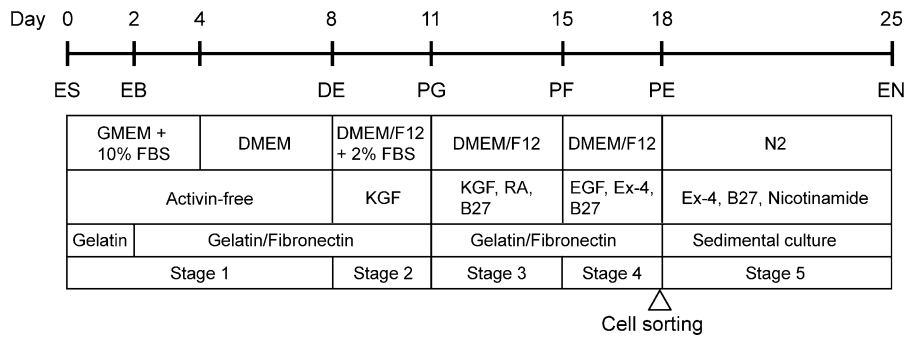 Day 0 2 4 8 11 15 18 25
ES EB DE PG PF PE EN
GMEM +
10% FBS
DMEM
DMEM/F12
+ 2% FBS
DMEM/F12
DMEM/F12
N2
Activin-free
KGF
KGF, RA,
B27
EGF, Ex-4,
B27
Ex-4, B27, Nicotinamide
Gelatin
Gelatin/Fibronectin
Gelatin/Fibronectin
Sedimental culture
Stage 1
Stage 2
Stage 3
Stage 4
Stage 5
Cell sorting